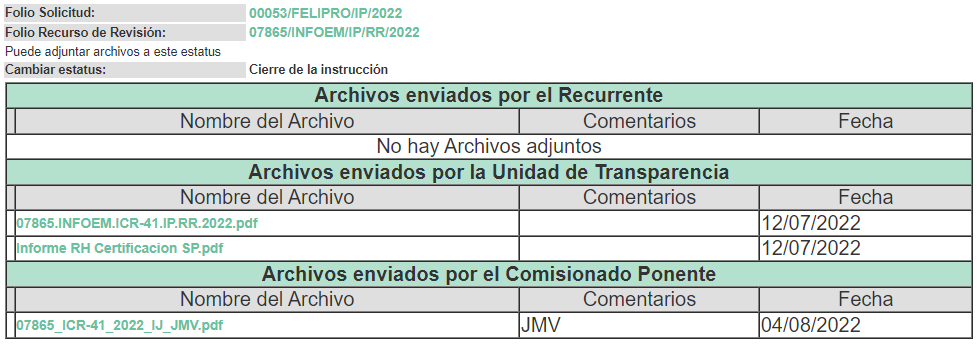 Folio Solicitud: 00053/FELIPRO/IP/2022
Folio Recurso de Revisión: 07865/INFOEM/IP/RR/2022
Puede adjuntar archivos a este estatus
Cambiar estatus: Cierre de la instrucción
Archivos enviados por el Recurrente
Nombre del Archivo Comentarios Fecha
No hay Archivos adjuntos
Archivos enviados por la Unidad de Transparencia
Nombre del Archivo Comentarios Fecha
07865.INFOEM.ICR-41.IP.RR.2022.pdf 12/07/2022
Informe RH Certificacion SP.pdf 12/07/2022
Archivos enviados por el Comisionado Ponente
Nombre del Archivo Comentarios Fecha
07865_ICR-41_2022_IJ_JMV.pdf JMV 04/08/2022